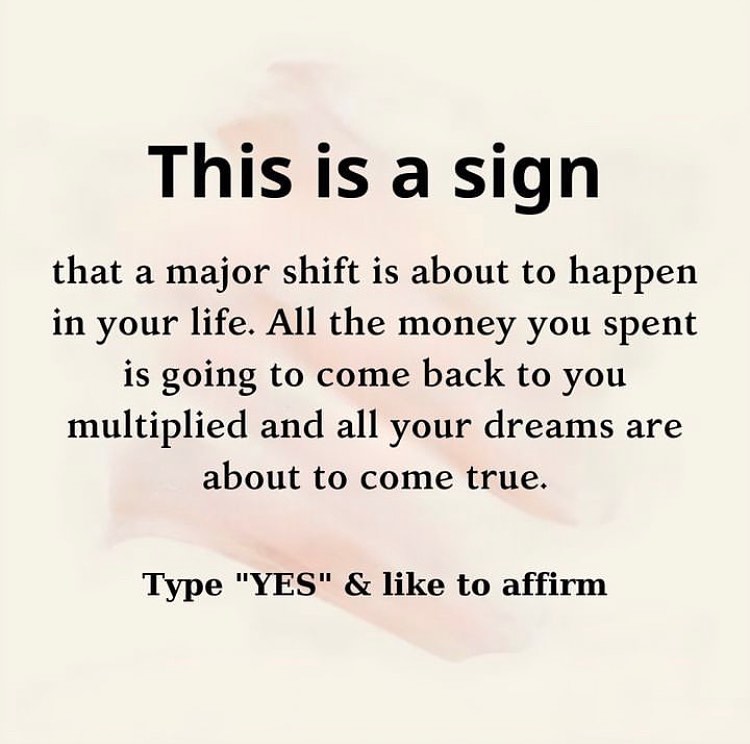 This is a sign
that a major shift is about to happen
in your life. All the money you spent
is going to come back to you
multiplied and all your dreams are
about to come true.
Type "YES" & like to affirm